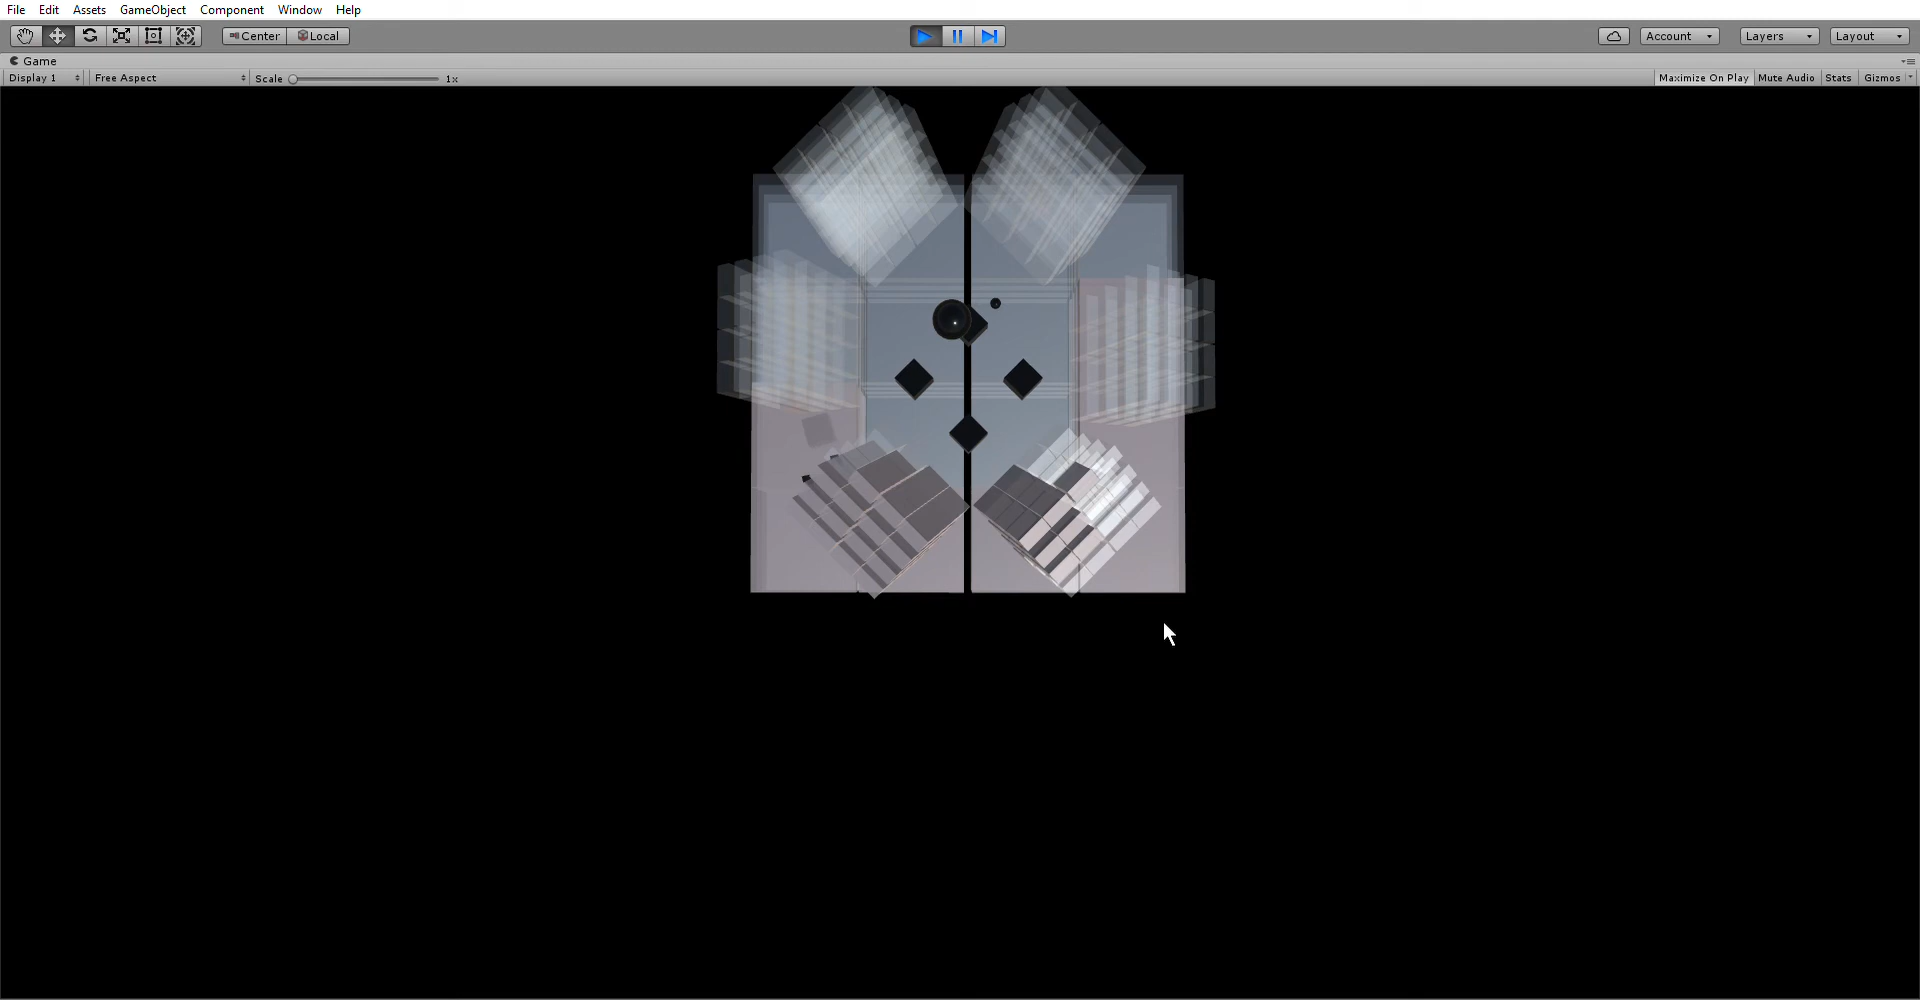 File Edit Assets GameObject Component Window Help
Center Local Account Layers Layout
Game
Display 1 Free Aspect Scale 1x Maximize On Play Mute Audio Stats Gizmos